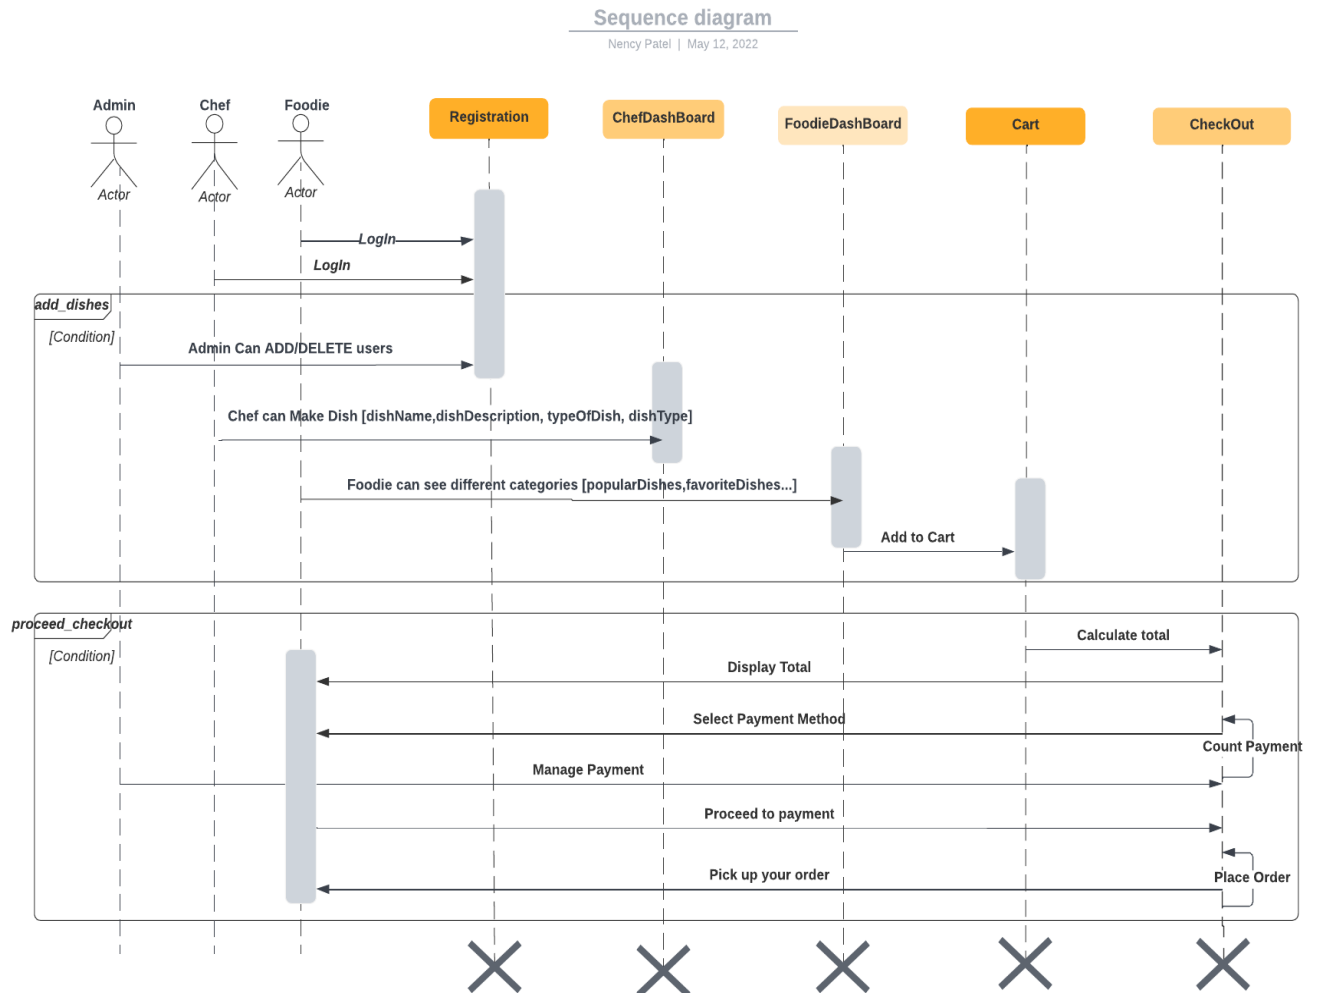 Sequence diagram
Nency Patel | May 12, 2022
Admin
Chef
Foodie
Registration
ChefDashBoard
FoodieDashBoard
Cart
CheckOut
Actor
Actor
Actor
LogIn
LogIn
add_dishes
[Condition]
Admin Can ADD/DELETE users
Chef can Make Dish [dishName,dishDescription, typeOfDish, dishType]
Foodie can see different categories [popularDishes,favoriteDishes...]
Add to Cart
proceed_checkout
[Condition]
Calculate total
Display Total
Select Payment Method
Count Payment
Manage Payment
Proceed to payment
Pick up your order
Place Order